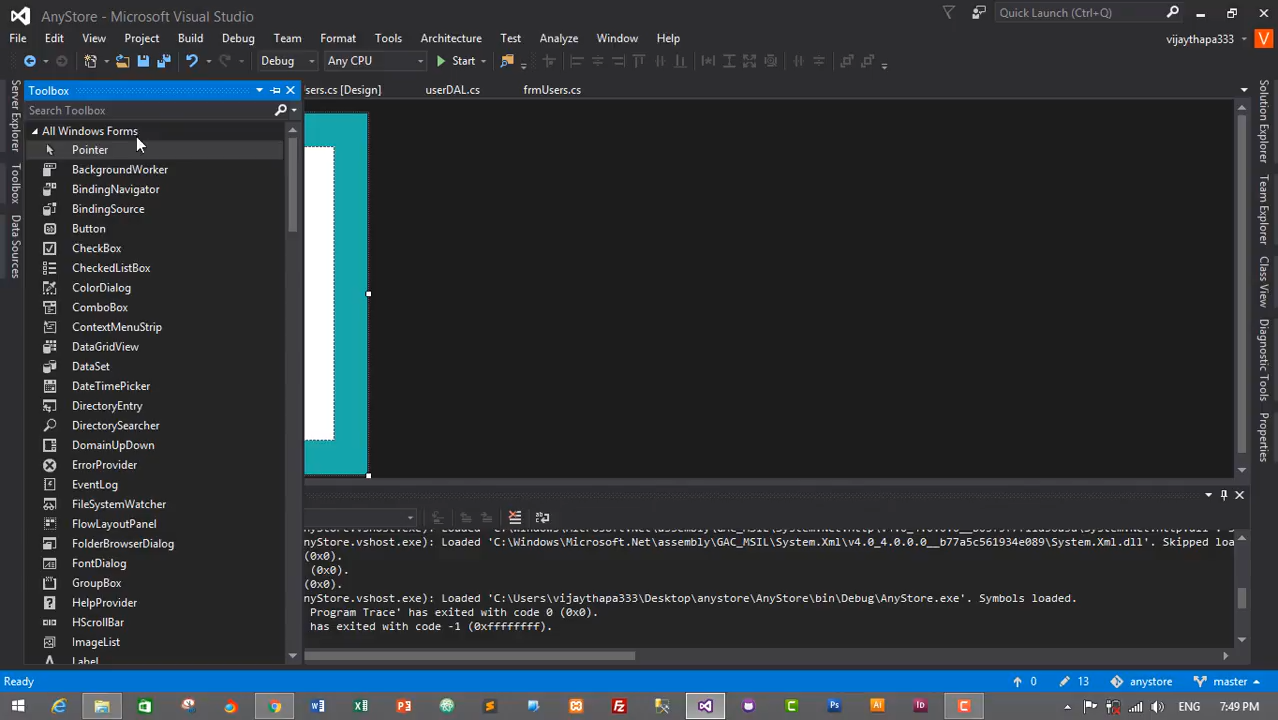 AnyStore - Microsoft Visual Studio
Quick Launch (Ctrl+Q)
File Edit View Project Build Debug Team Format Tools Architecture Test Analyze Window Help
vijaythapa333 V
Debug Any CPU Start
Toolbox
sers.cs [Design] userDAL.cs frmUsers.cs
Search Toolbox
All Windows Forms
Pointer
BackgroundWorker
BindingNavigator
BindingSource
Button
CheckBox
CheckedListBox
ColorDialog
ComboBox
ContextMenuStrip
DataGridView
DataSet
DateTimePicker
DirectoryEntry
DirectorySearcher
DomainUpDown
ErrorProvider
EventLog
FileSystemWatcher
FlowLayoutPanel
FolderBrowserDialog
FontDialog
GroupBox
HelpProvider
HScrollBar
ImageList
Label
Server Explorer
Toolbox
Data Sources
Solution Explorer
Team Explorer
Class View
Diagnostic Tools
Properties
(0x0).
(0x0).
(0x0).
nyStore.vshost.exe): Loaded 'C:\Windows\Microsoft.Net\assembly\GAC_MSIL\System.Xml\v4.0_4.0.0.0__b77a5c561934e089\System.Xml.dll'. Skipped loa
nyStore.vshost.exe): Loaded 'C:\Users\vijaythapa333\Desktop\anystore\AnyStore\bin\Debug\AnyStore.exe'. Symbols loaded.
Program Trace' has exited with code 0 (0x0).
has exited with code -1 (0xffffffff).
Ready
0 13 anystore master
ENG 7:49 PM